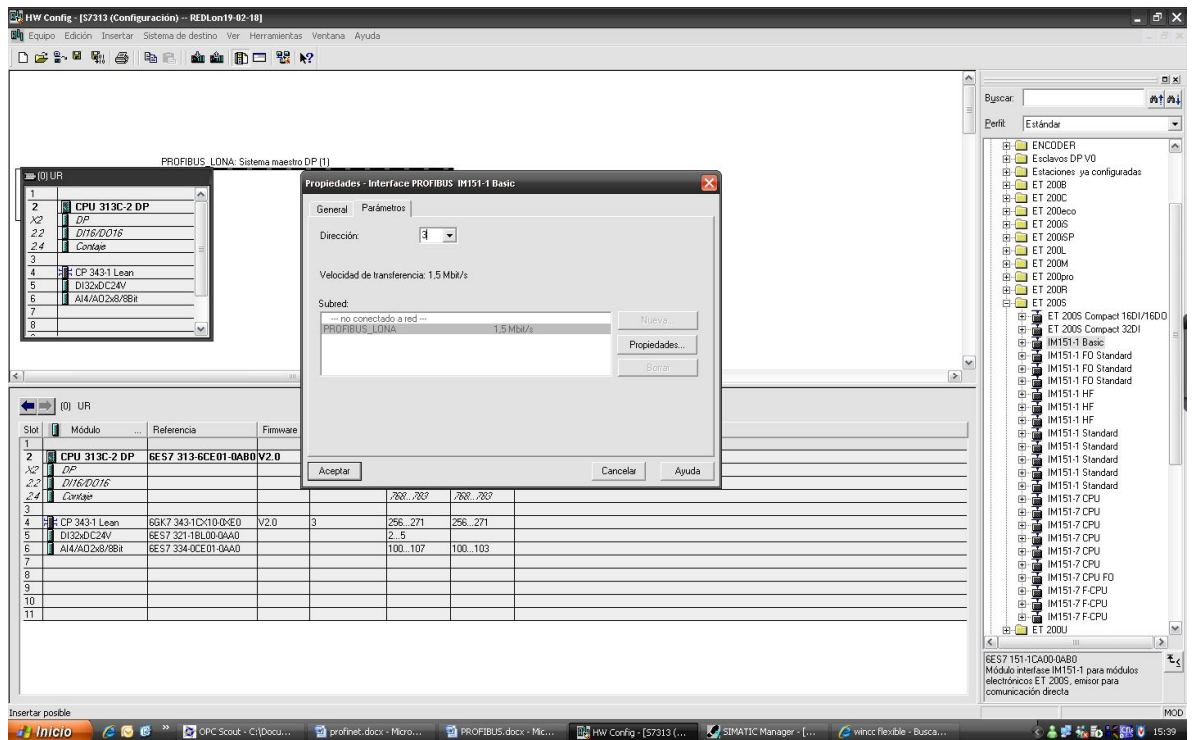 HW Config - [S7313 (Configuración) -- REDLon19-02-18]
Equipo Edición Insertar Sistema de destino Ver Herramientas Ventana Ayuda
PROFIBUS_LONA: Sistema maestro DP (1)
(0) UR
1
2 CPU 313C-2 DP
X2 DP
2.2 DI16/DO16
2.4 Contaje
3
4 CP 343-1 Lean
5 DI32xDC24V
6 AI4/AO2x8/8Bit
7
8
Propiedades - Interface PROFIBUS IM151-1 Basic
General Parámetros
Dirección: 3
Velocidad de transferencia: 1,5 Mbit/s
Subred:
--- no conectado a red ---
PROFIBUS_LONA 1,5 Mbit/s
Nueva...
Propiedades...
Borrar
Aceptar Cancelar Ayuda
(0) UR
Slot Módulo ... Referencia Firmware
1
2 CPU 313C-2 DP 6ES7 313-6CE01-0AB0 V2.0
X2 DP
2.2 DI16/DO16
2.4 Contaje 768...783 768...783
3
4 CP 343-1 Lean 6GK7 343-1CX10-0XE0 V2.0 3 256...271 256...271
5 DI32xDC24V 6ES7 321-1BL00-0AA0 2...5
6 AI4/AO2x8/8Bit 6ES7 334-0CE01-0AA0 100...107 100...103
7
8
9
10
11
Buscar:
Perfil: Estándar
ENCODER
Esclavos DP V0
Estaciones ya configuradas
ET 200B
ET 200C
ET 200eco
ET 200iS
ET 200iSP
ET 200L
ET 200M
ET 200pro
ET 200R
ET 200S
ET 200S Compact 16DI/16DO
ET 200S Compact 32DI
IM151-1 Basic
IM151-1 FO Standard
IM151-1 FO Standard
IM151-1 FO Standard
IM151-1 HF
IM151-1 HF
IM151-1 HF
IM151-1 Standard
IM151-1 Standard
IM151-1 Standard
IM151-1 Standard
IM151-1 Standard
IM151-7 CPU
IM151-7 CPU
IM151-7 CPU
IM151-7 CPU
IM151-7 CPU
IM151-7 CPU
IM151-7 CPU FO
IM151-7 F-CPU
IM151-7 F-CPU
IM151-7 F-CPU
ET 200U
6ES7 151-1CA00-0AB0
Módulo interfase IM151-1 para módulos
electrónicos ET 200S, emisor para
comunicación directa
Insertar posible MOD
Inicio OPC Scout - C:\Docu... profinet.docx - Micro... PROFIBUS.docx - Mic... HW Config - [S7313 (... SIMATIC Manager - [... wincc flexible - Busca... 15:39